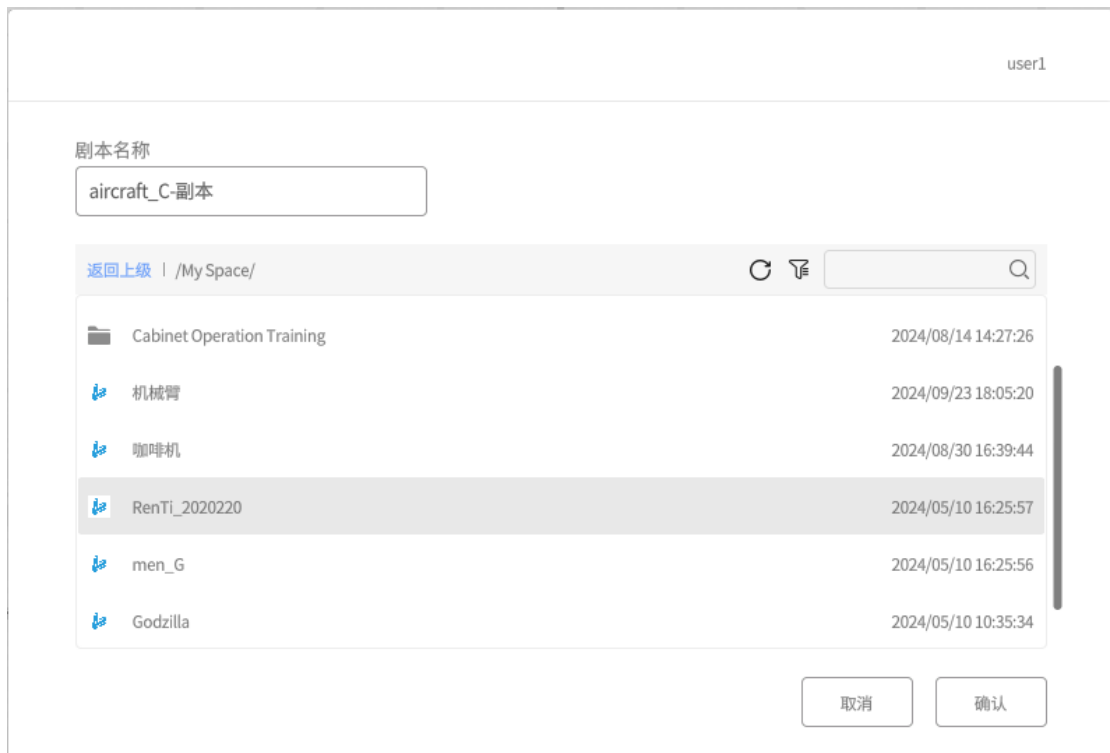 user1
剧本名称
aircraft_C-副本
返回上级 | /My Space/
Cabinet Operation Training 2024/08/14 14:27:26
机械臂 2024/09/23 18:05:20
咖啡机 2024/08/30 16:39:44
RenTi_2020220 2024/05/10 16:25:57
men_G 2024/05/10 16:25:56
Godzilla 2024/05/10 10:35:34
取消 确认